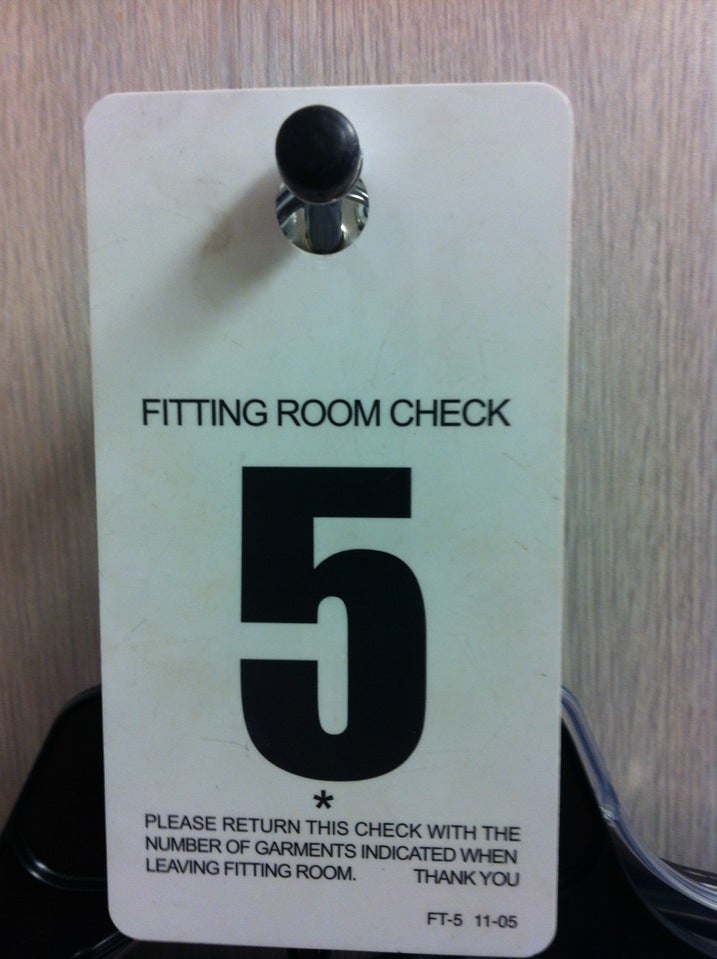 FITTING ROOM CHECK
5
*
PLEASE RETURN THIS CHECK WITH THE
NUMBER OF GARMENTS INDICATED WHEN
LEAVING FITTING ROOM. THANK YOU
FT-5 11-05